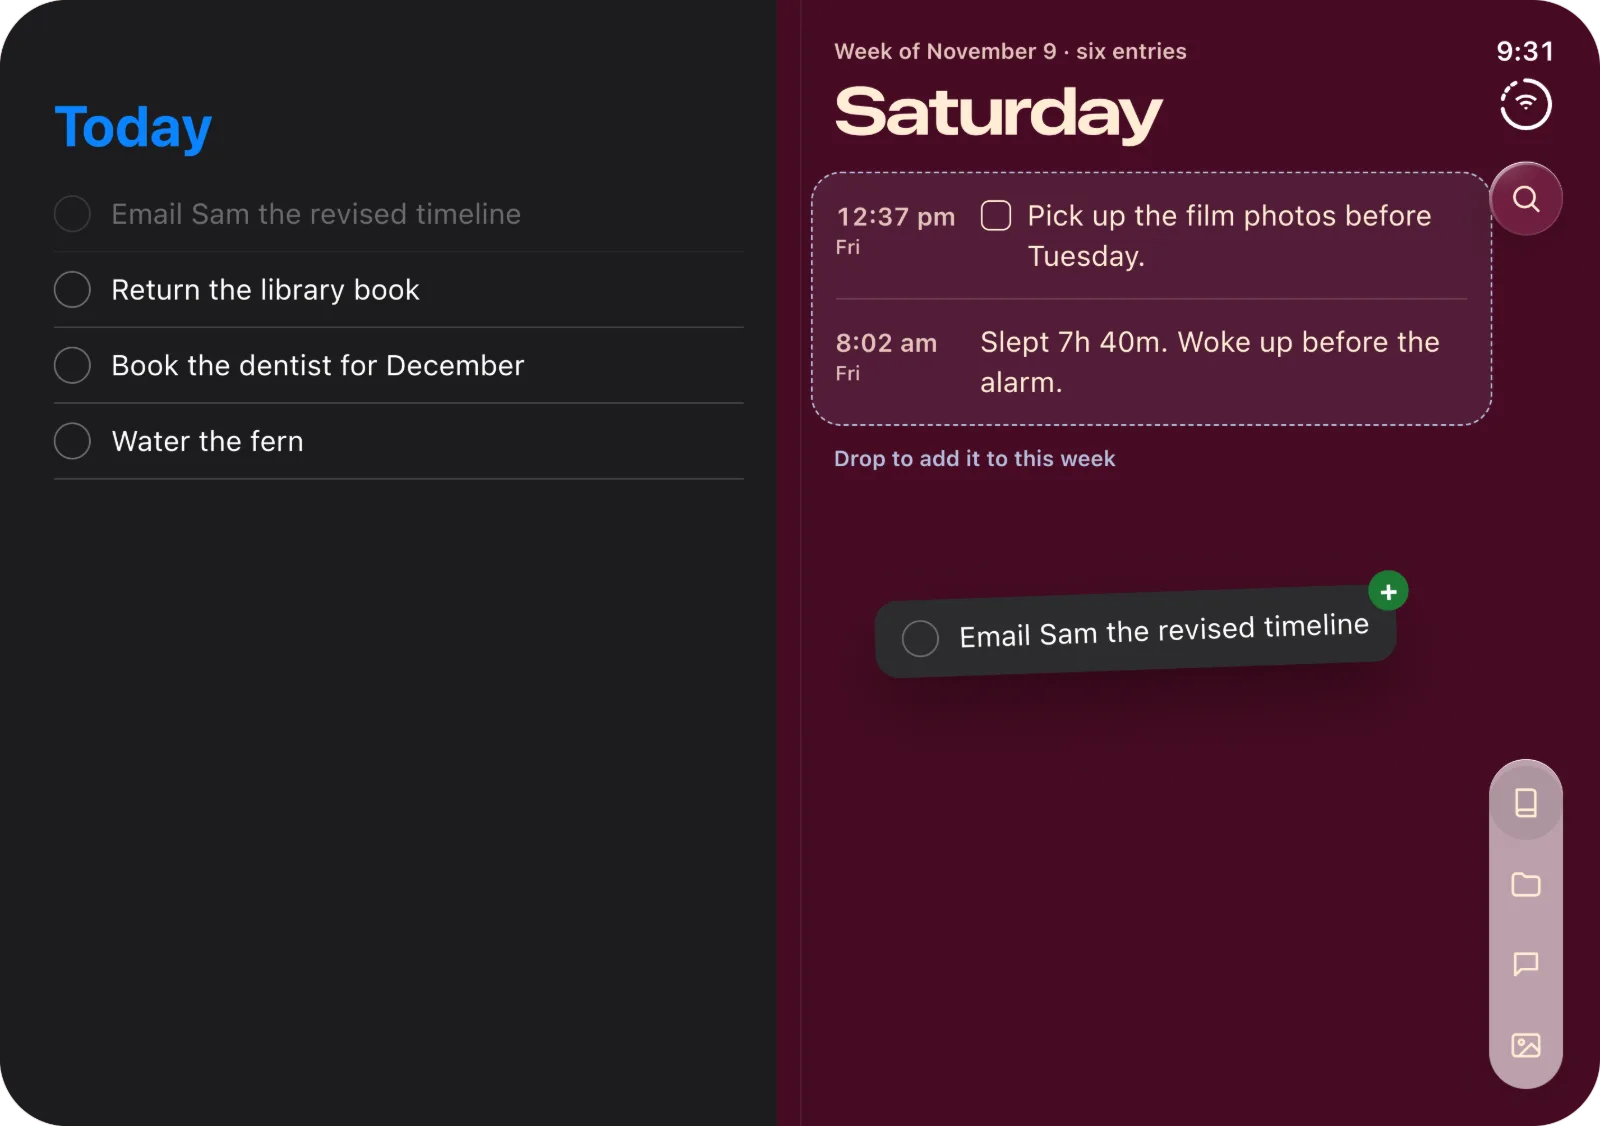 Today
Email Sam the revised timeline
Return the library book
Book the dentist for December
Water the fern
Week of November 9 · six entries
9:31
Saturday
12:37 pm
Fri
Pick up the film photos before
Tuesday.
8:02 am
Fri
Slept 7h 40m. Woke up before the
alarm.
Drop to add it to this week
Email Sam the revised timeline